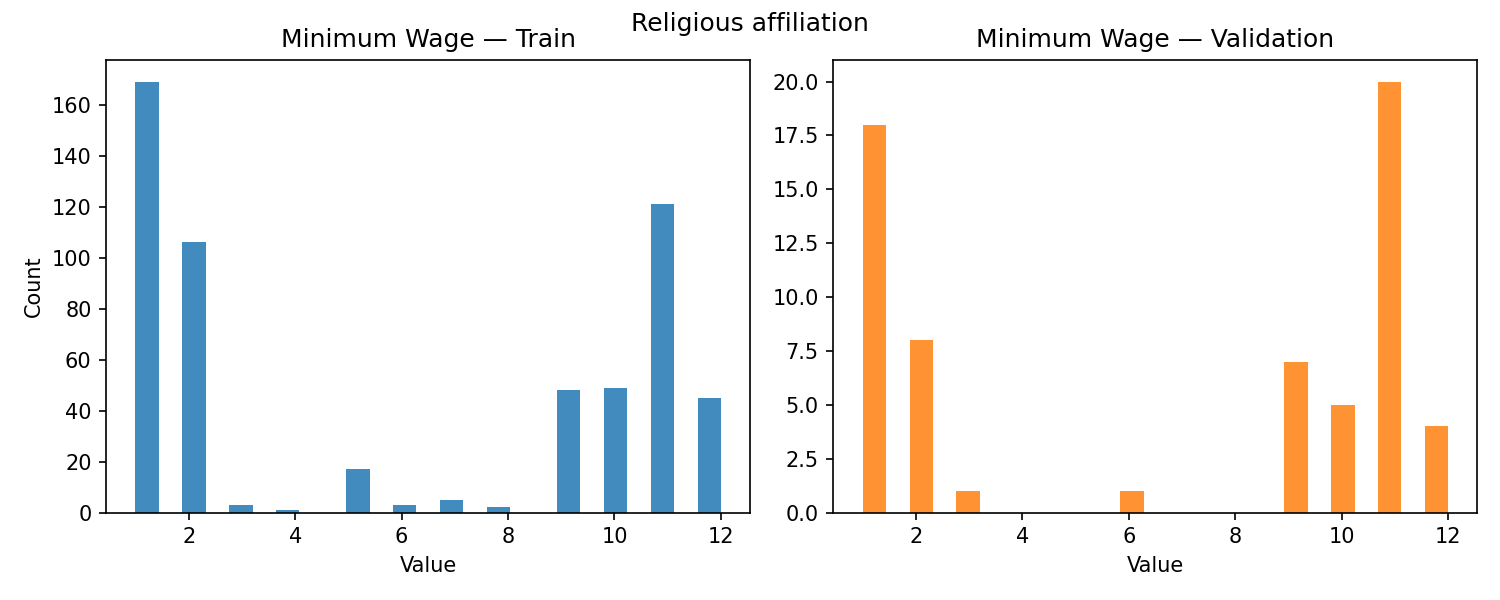 Religious affiliation
Minimum Wage — Train
Minimum Wage — Validation
Count
160
140
120
100
80
60
40
20
0
2 4 6 8 10 12
Value
20.0
17.5
15.0
12.5
10.0
7.5
5.0
2.5
0.0
2 4 6 8 10 12
Value